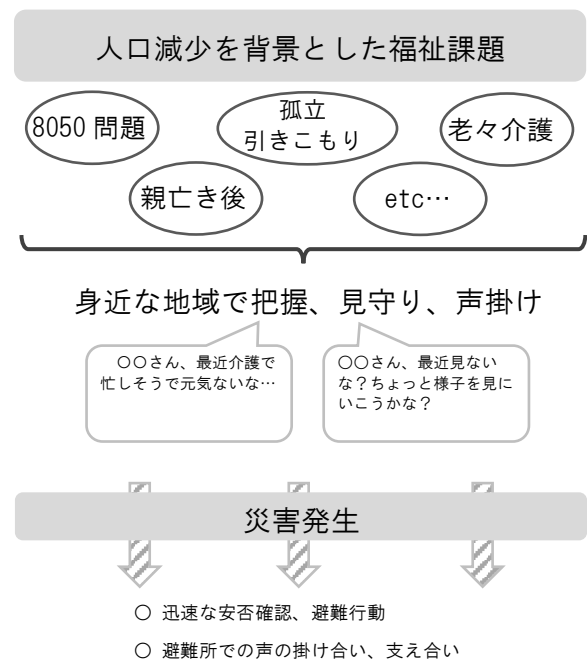 人口減少を背景とした福祉課題
8050 問題
孤立
引きこもり
老々介護
親亡き後
etc…
身近な地域で把握、見守り、声掛け
〇〇さん、最近介護で
忙しそうで元気ないな…
〇〇さん、最近見ない
な？ちょっと様子を見に
いこうかな？
災害発生
〇 迅速な安否確認、避難行動
〇 避難所での声の掛け合い、支え合い